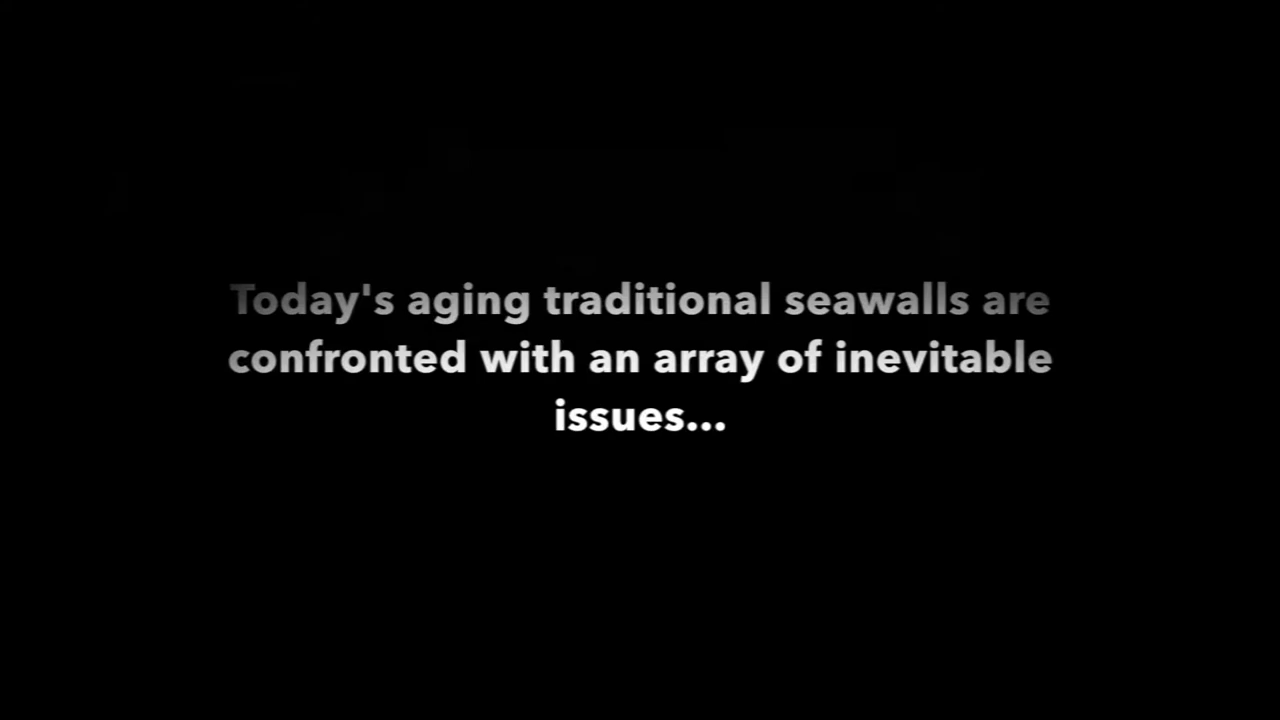 Today's aging traditional seawalls are
confronted with an array of inevitable
issues...